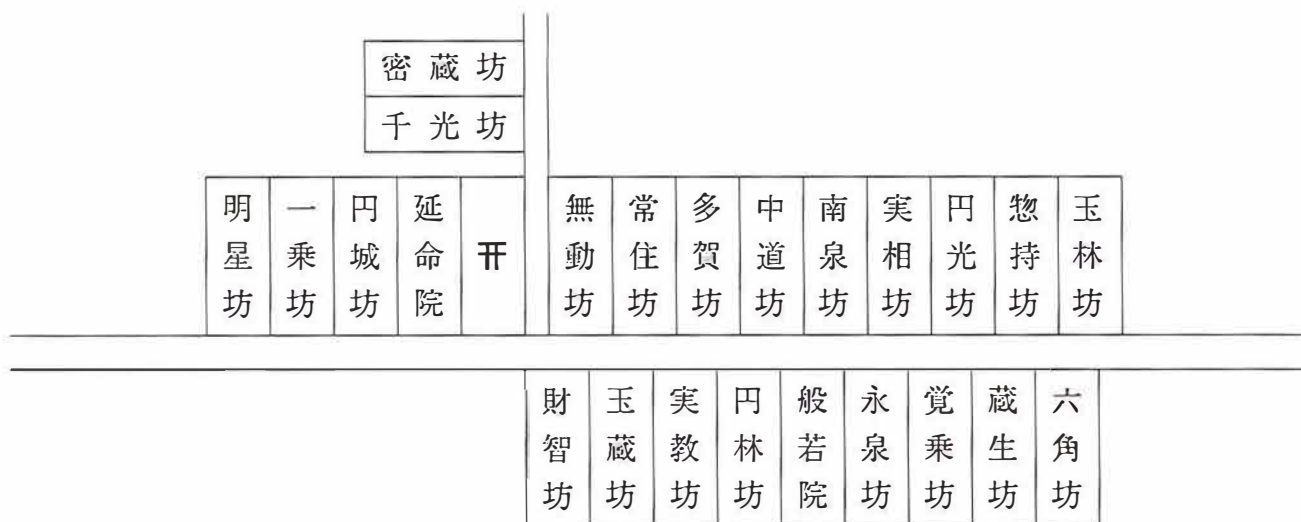 密蔵坊
千光坊
明星坊
一乗坊
円城坊
延命院
⛩
無動坊
常住坊
多賀坊
中道坊
南泉坊
実相坊
円光坊
惣持坊
玉林坊
財智坊
玉蔵坊
実教坊
円林坊
般若院
永泉坊
覚乗坊
蔵生坊
六角坊